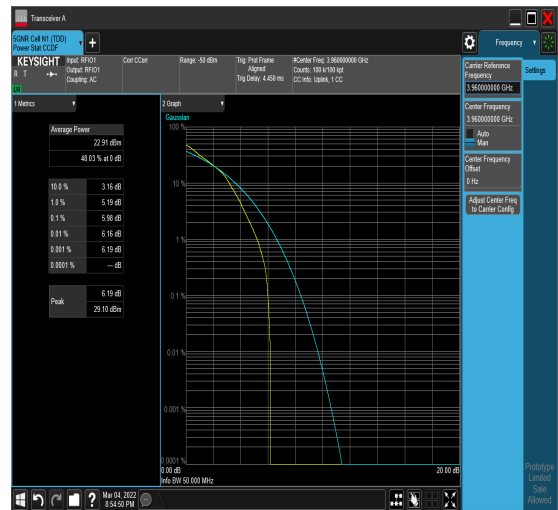 Transceiver A
5GNR Cell N1 (TDD)
Power Stat CCDF
+
Frequency
KEYSIGHT
R T
LXI
Input: RFIO1
Output: RFIO1
Coupling: AC
Corr CCorr
Range: -50 dBm
Trig: Prot Frame
Aligned
Trig Delay: 4.450 ms
#Center Freq: 3.960000000 GHz
Counts: 100 k/100 kpt
CC Info: Uplink, 1 CC
Carrier Reference
Frequency
3.960000000 GHz
Settings
Center Frequency
3.960000000 GHz
Auto
Man
Center Frequency
Offset
0 Hz
Adjust Center Freq
to Carrier Config
1 Metrics
Average Power
22.91 dBm
48.03 % at 0 dB
10.0 % 3.16 dB
1.0 % 5.19 dB
0.1 % 5.98 dB
0.01 % 6.16 dB
0.001 % 6.19 dB
0.0001 % --- dB
Peak 6.19 dB
29.10 dBm
2 Graph
Gaussian
100 %
10 %
1 %
0.1 %
0.01 %
0.001 %
0.0001 %
0.00 dB 20.00 dB
Info BW 50.000 MHz
Prototype
Limited
Sale
Allowed
?
Mar 04, 2022
8:54:50 PM